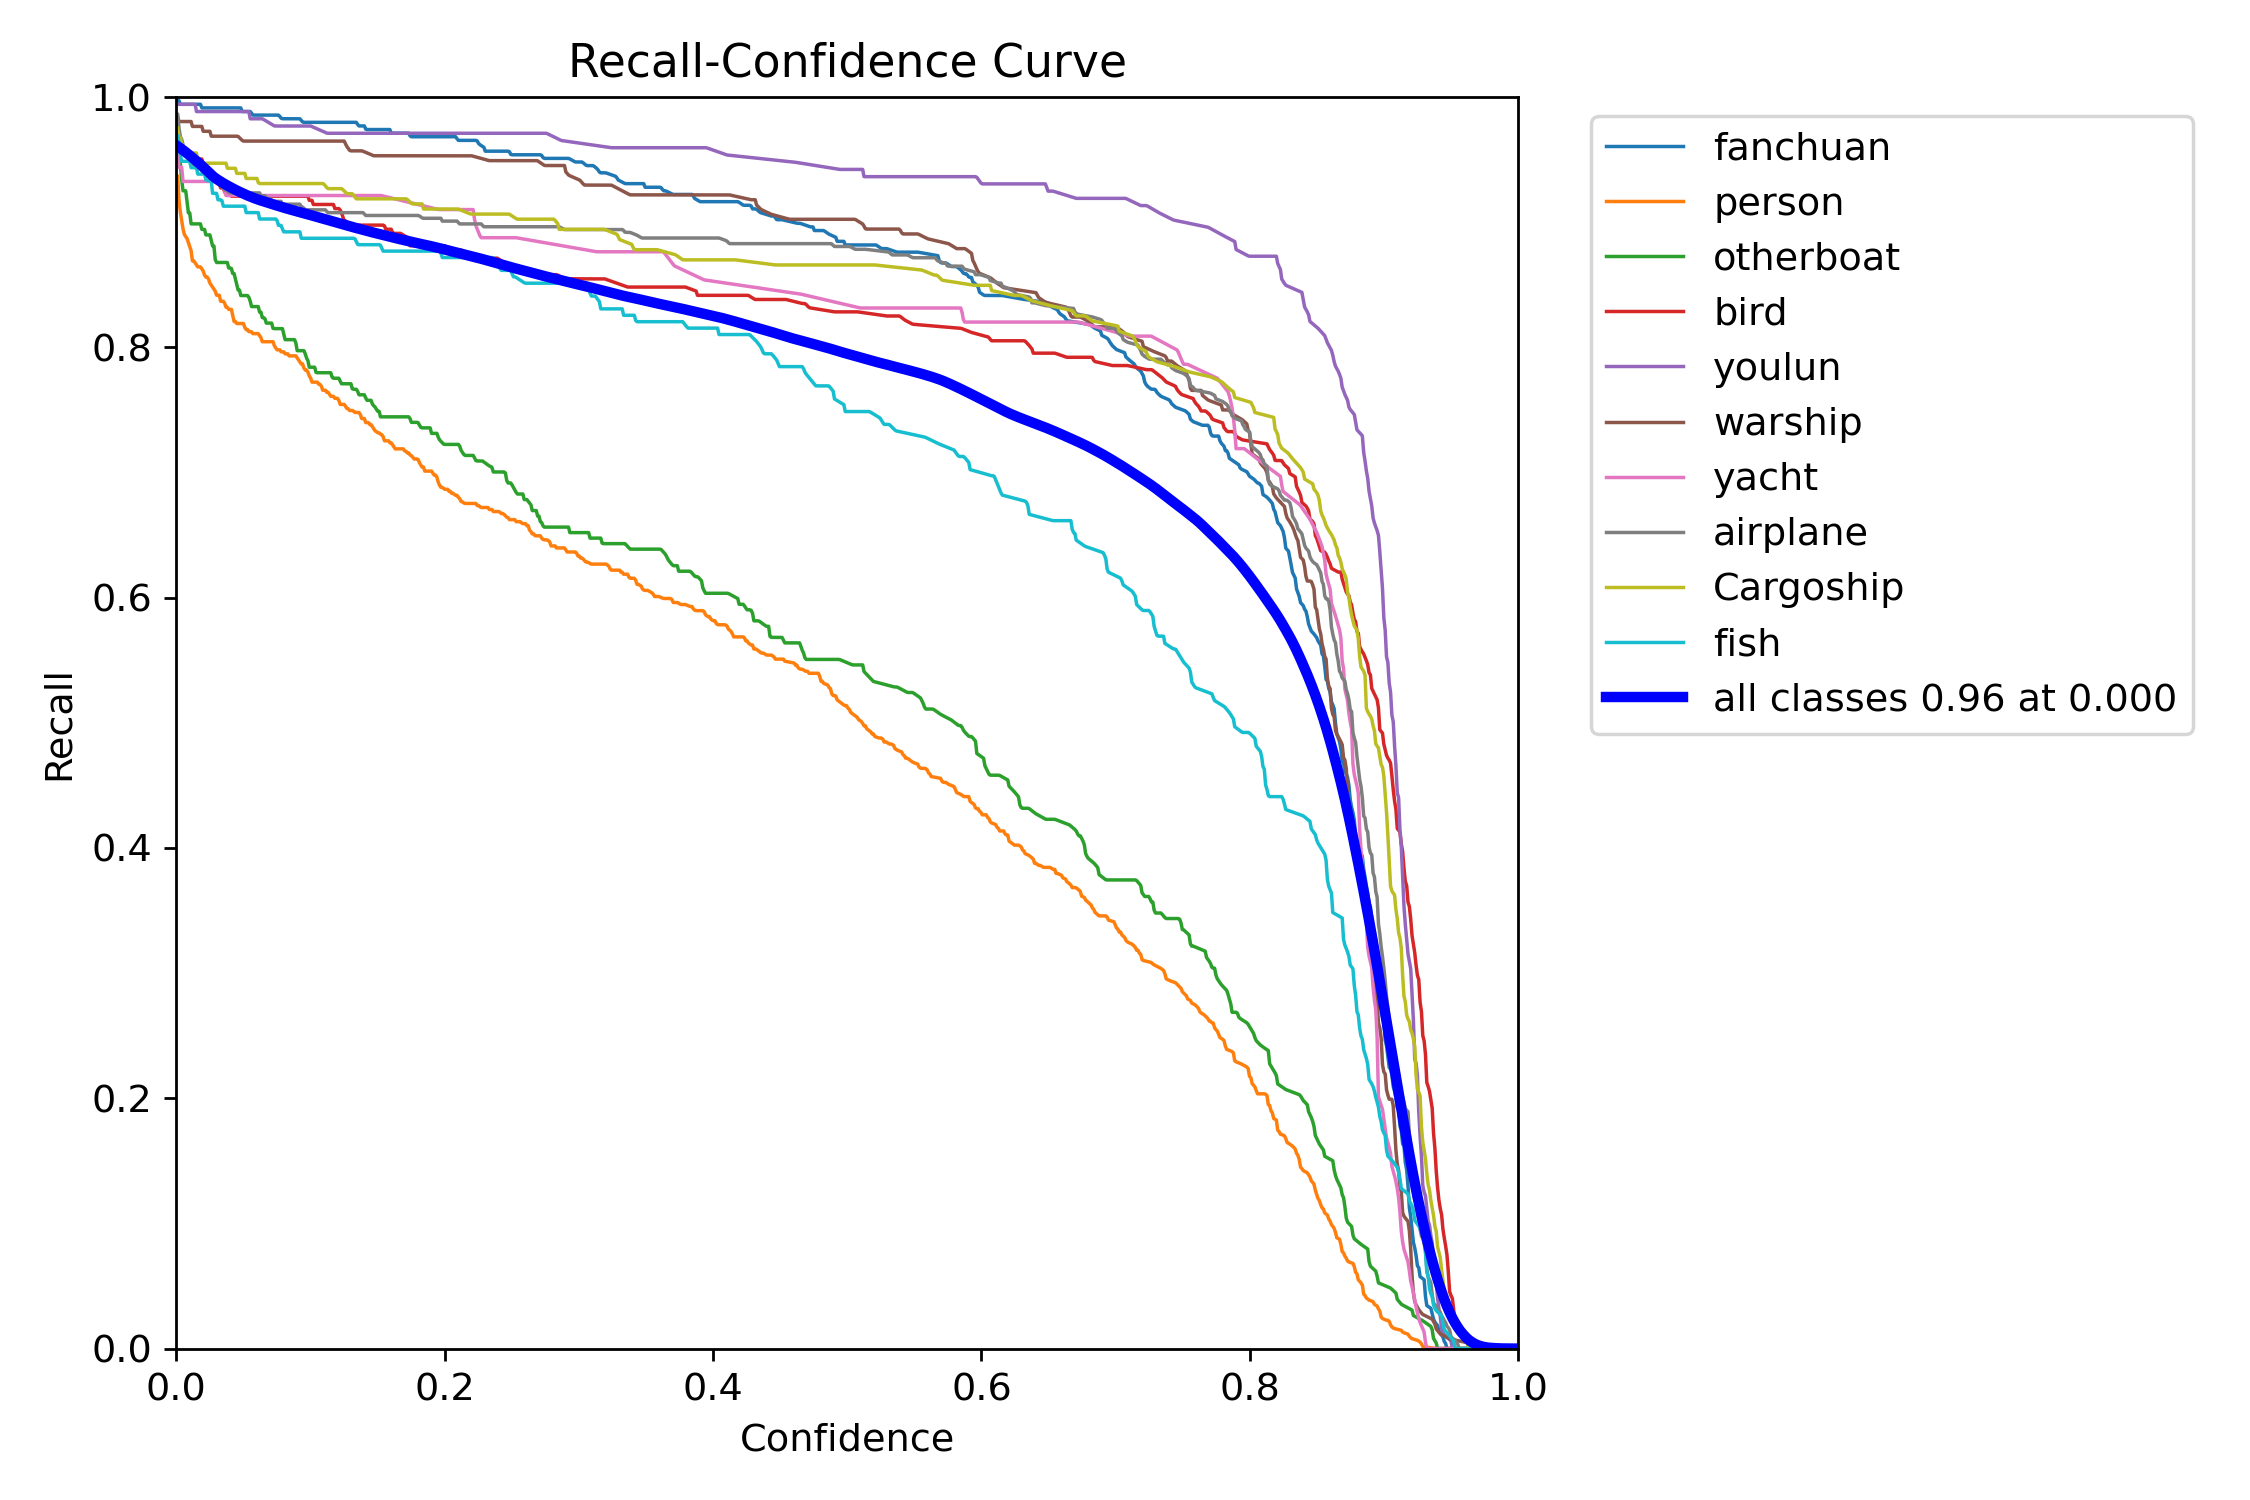 Recall-Confidence Curve
1.0
0.8
0.6
0.4
0.2
0.0
Recall
0.0 0.2 0.4 0.6 0.8 1.0
Confidence
fanchuan
person
otherboat
bird
youlun
warship
yacht
airplane
Cargoship
fish
all classes 0.96 at 0.000